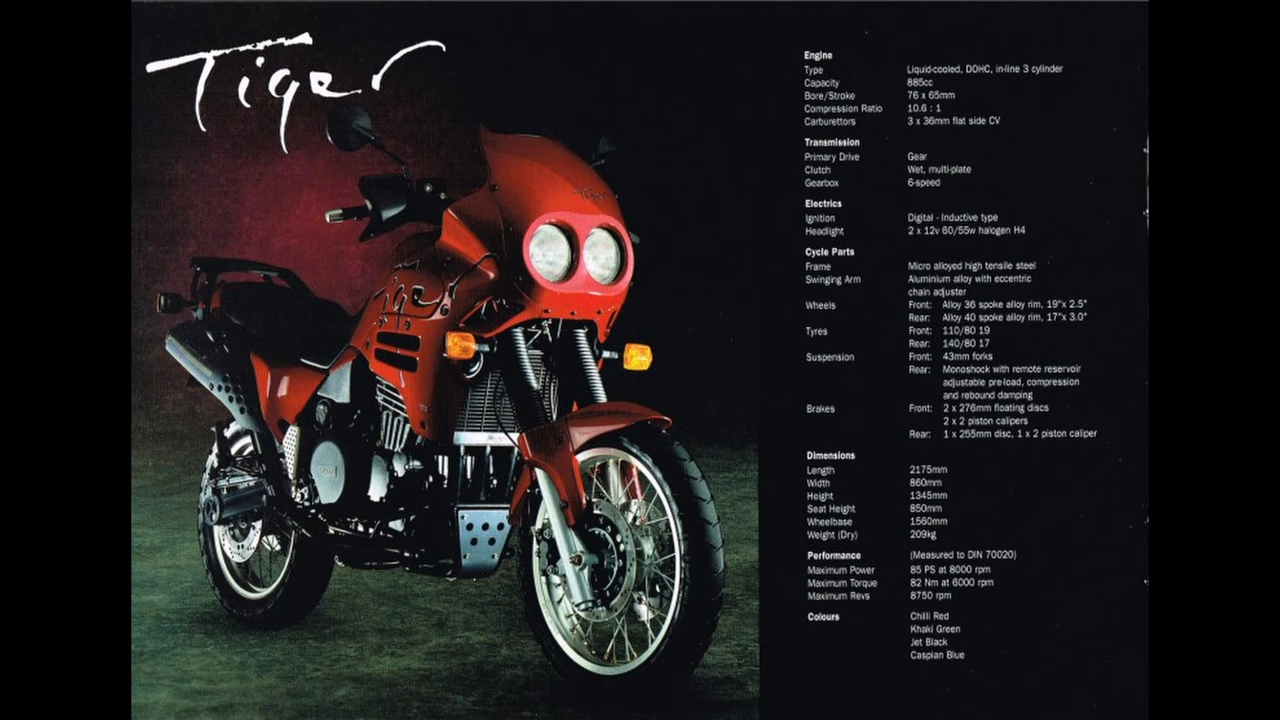 Tiger
Tiger
Engine
Type Liquid-cooled, DOHC, in-line 3 cylinder
Capacity 885cc
Bore/Stroke 76 x 65mm
Compression Ratio 10.6 : 1
Carburettors 3 x 36mm flat side CV
Transmission
Primary Drive Gear
Clutch Wet, multi-plate
Gearbox 6-speed
Electrics
Ignition Digital - Inductive type
Headlight 2 x 12v 60/55w halogen H4
Cycle Parts
Frame Micro alloyed high tensile steel
Swinging Arm Aluminium alloy with eccentric
chain adjuster
Wheels Front: Alloy 36 spoke alloy rim, 19"x 2.5"
Rear: Alloy 40 spoke alloy rim, 17"x 3.0"
Tyres Front: 110/80 19
Rear: 140/80 17
Suspension Front: 43mm forks
Rear: Monoshock with remote reservoir
adjustable pre-load, compression
and rebound damping
Brakes Front: 2 x 276mm floating discs
2 x 2 piston calipers
Rear: 1 x 255mm disc, 1 x 2 piston caliper
Dimensions
Length 2175mm
Width 860mm
Height 1345mm
Seat Height 850mm
Wheelbase 1560mm
Weight (Dry) 209kg
Performance (Measured to DIN 70020)
Maximum Power 85 PS at 8000 rpm
Maximum Torque 82 Nm at 6000 rpm
Maximum Revs 8750 rpm
Colours Chilli Red
Khaki Green
Jet Black
Caspian Blue